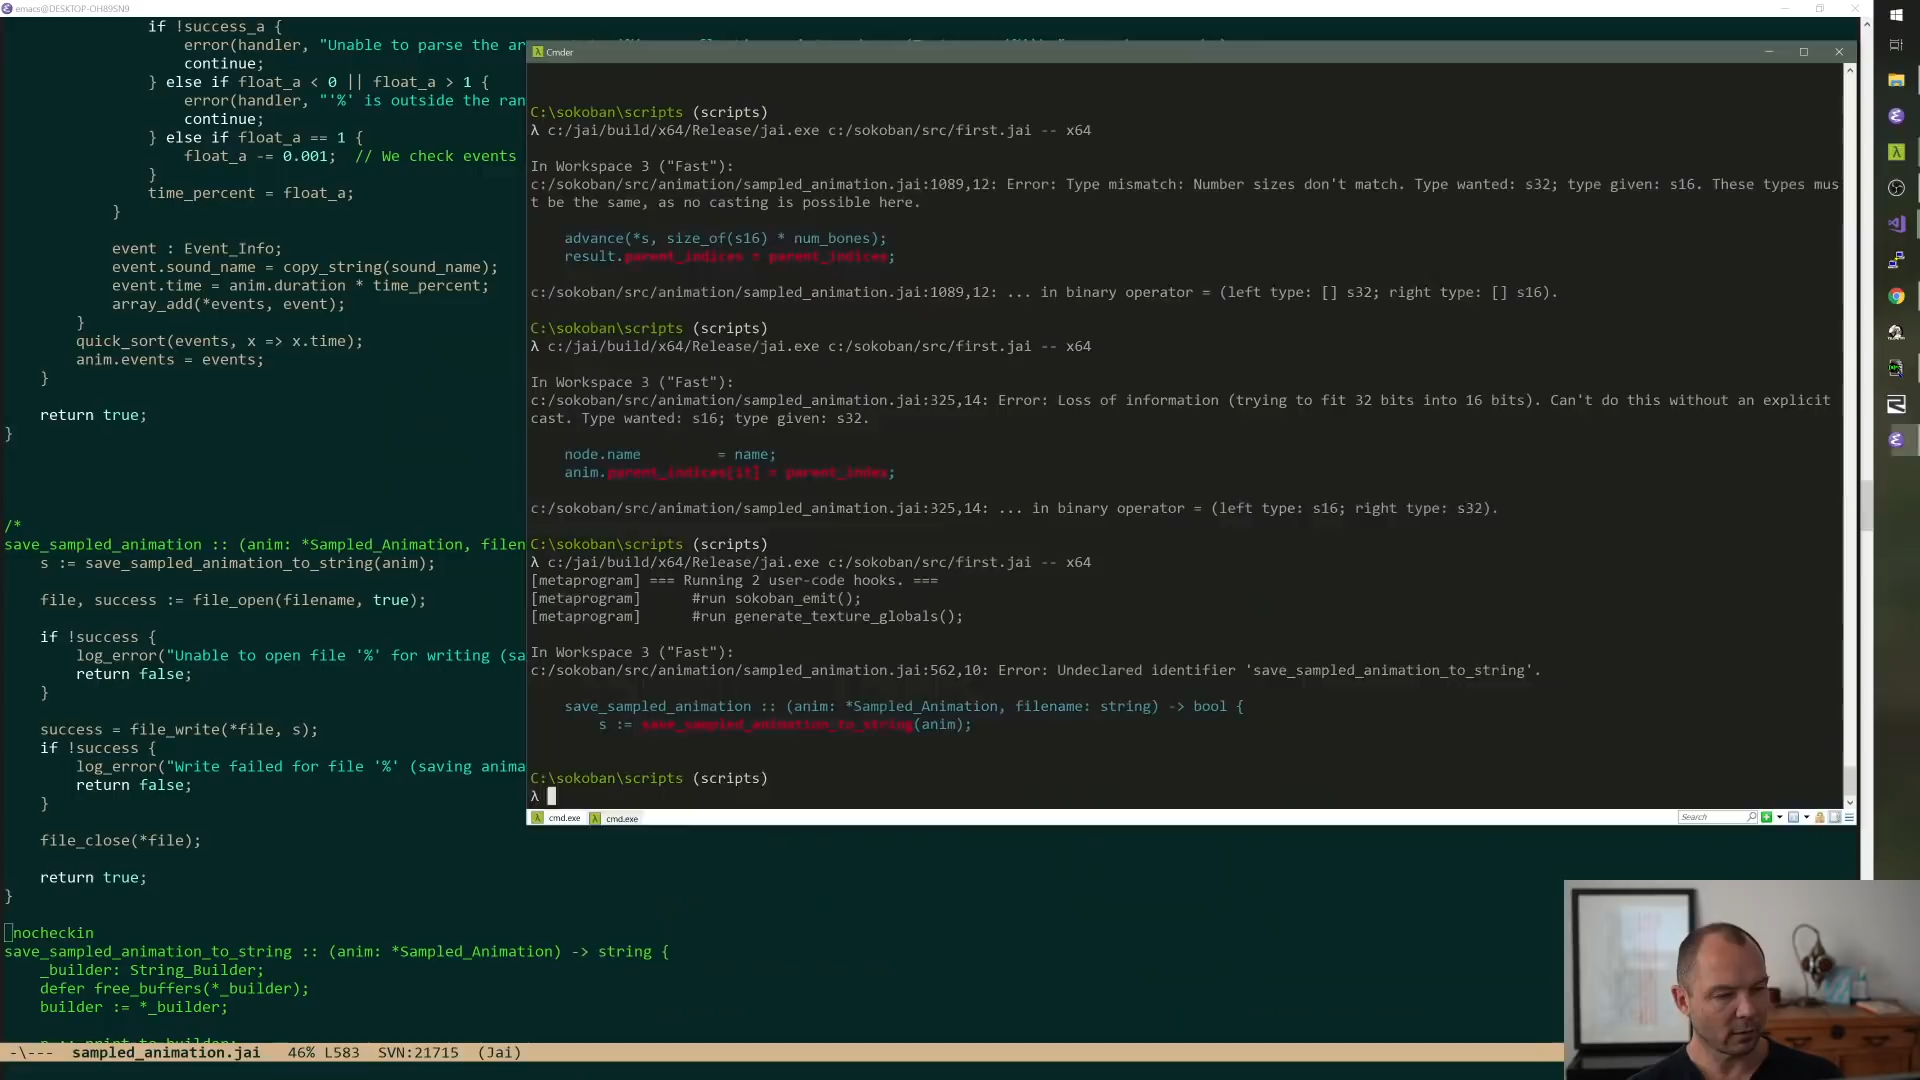 emacs@DESKTOP-OH89SN9
if !success_a {
error(handler, "Unable to parse the ar
continue;
} else if float_a < 0 || float_a > 1 {
error(handler, "'%' is outside the ran
continue;
} else if float_a == 1 {
float_a -= 0.001;  // We check events
}
time_percent = float_a;
}
event : Event_Info;
event.sound_name = copy_string(sound_name);
event.time = anim.duration * time_percent;
array_add(*events, event);
}
quick_sort(events, x => x.time);
anim.events = events;
}
return true;
}
/*
save_sampled_animation :: (anim: *Sampled_Animation, filen
s := save_sampled_animation_to_string(anim);
file, success := file_open(filename, true);
if !success {
log_error("Unable to open file '%' for writing (sa
return false;
}
success = file_write(*file, s);
if !success {
log_error("Write failed for file '%' (saving anima
return false;
}
file_close(*file);
return true;
}
nocheckin
save_sampled_animation_to_string :: (anim: *Sampled_Animation) -> string {
_builder: String_Builder;
defer free_buffers(*_builder);
builder := *_builder;
-\---  sampled_animation.jai   46% L583  SVN:21715  (Jai)
Cmder
C:\sokoban\scripts (scripts)
λ c:/jai/build/x64/Release/jai.exe c:/sokoban/src/first.jai -- x64
In Workspace 3 ("Fast"):
c:/sokoban/src/animation/sampled_animation.jai:1089,12: Error: Type mismatch: Number sizes don't match. Type wanted: s32; type given: s16. These types mus
t be the same, as no casting is possible here.
advance(*s, size_of(s16) * num_bones);
result.parent_indices = parent_indices;
c:/sokoban/src/animation/sampled_animation.jai:1089,12: ... in binary operator = (left type: [] s32; right type: [] s16).
C:\sokoban\scripts (scripts)
λ c:/jai/build/x64/Release/jai.exe c:/sokoban/src/first.jai -- x64
In Workspace 3 ("Fast"):
c:/sokoban/src/animation/sampled_animation.jai:325,14: Error: Loss of information (trying to fit 32 bits into 16 bits). Can't do this without an explicit
cast. Type wanted: s16; type given: s32.
node.name         = name;
anim.parent_indices[it] = parent_index;
c:/sokoban/src/animation/sampled_animation.jai:325,14: ... in binary operator = (left type: s16; right type: s32).
C:\sokoban\scripts (scripts)
λ c:/jai/build/x64/Release/jai.exe c:/sokoban/src/first.jai -- x64
[metaprogram] === Running 2 user-code hooks. ===
[metaprogram]      #run sokoban_emit();
[metaprogram]      #run generate_texture_globals();
In Workspace 3 ("Fast"):
c:/sokoban/src/animation/sampled_animation.jai:562,10: Error: Undeclared identifier 'save_sampled_animation_to_string'.
save_sampled_animation :: (anim: *Sampled_Animation, filename: string) -> bool {
s := save_sampled_animation_to_string(anim);
C:\sokoban\scripts (scripts)
λ
cmd.exe
cmd.exe
Search